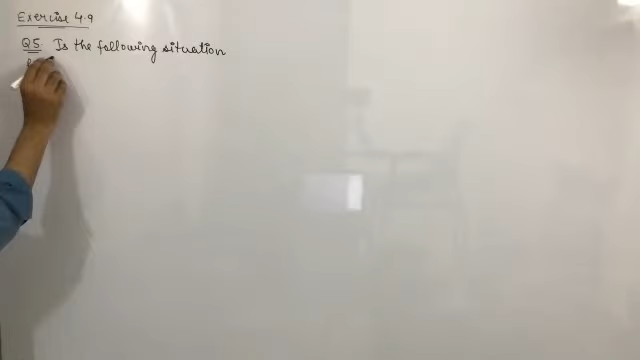 Exercise 4.9
Q5. Is the following situation